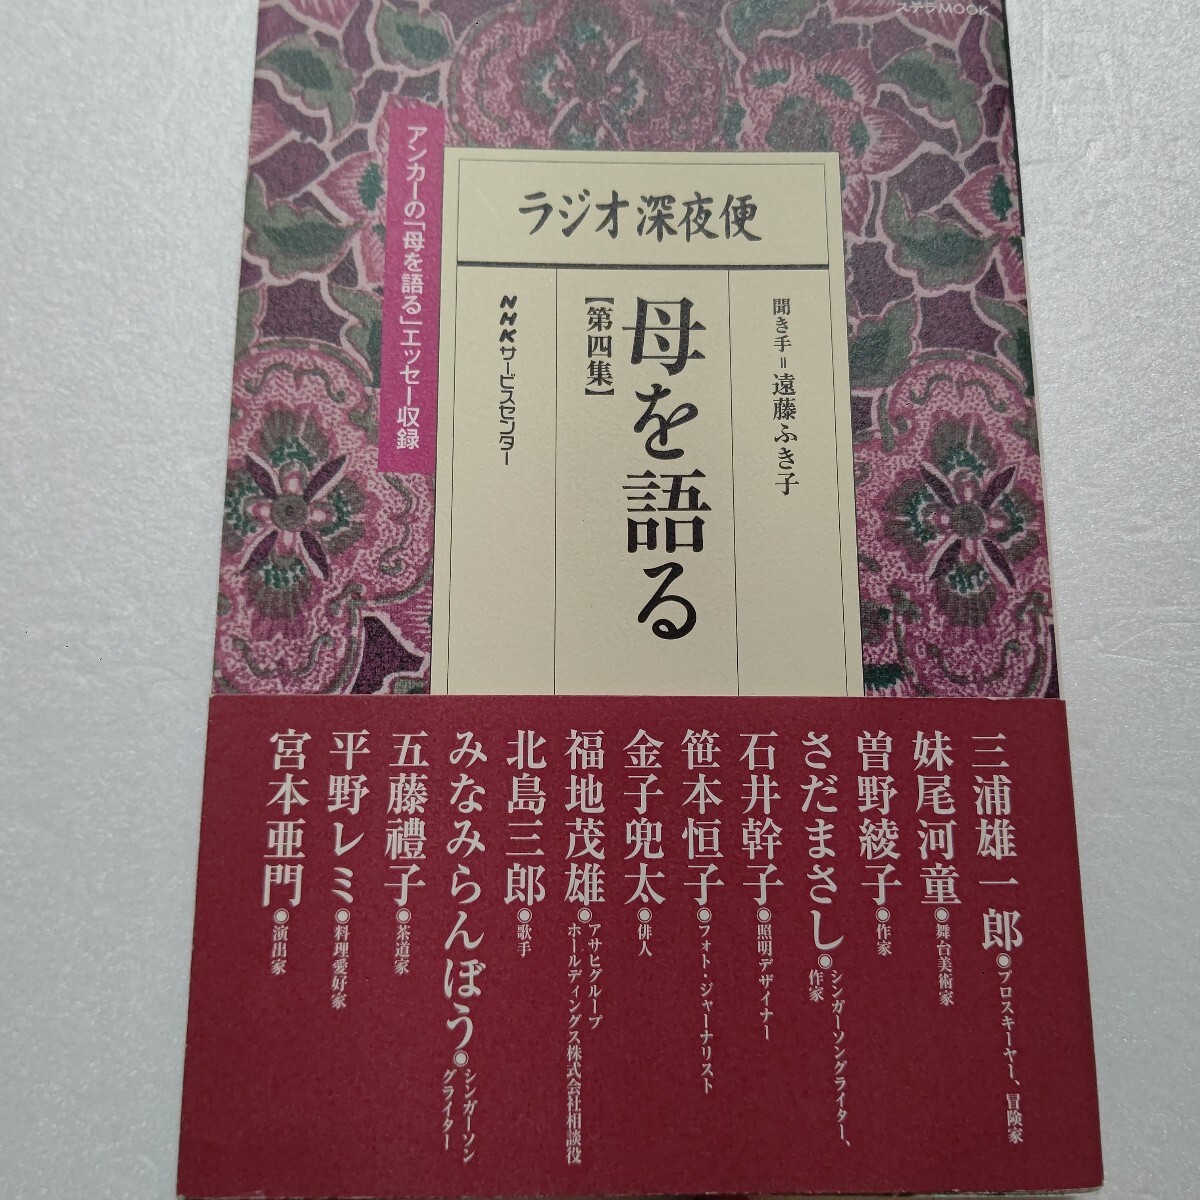 ステラMOOK
ラジオ深夜便
聞き手=遠藤ふき子
母を語る
【第四集】
NHKサービスセンター
アンカーの「母を語る」エッセー収録
三浦雄一郎●プロスキーヤー、冒険家
妹尾河童●舞台美術家
曽野綾子●作家
さだまさし●シンガーソングライター、
作家
石井幹子●照明デザイナー
笹本恒子●フォト・ジャーナリスト
金子兜太●俳人
福地茂雄●アサヒグループ
ホールディングス株式会社相談役
北島三郎●歌手
みなみらんぼう●シンガーソン
グライター
五藤禮子●茶道家
平野レミ●料理愛好家
宮本亜門●演出家